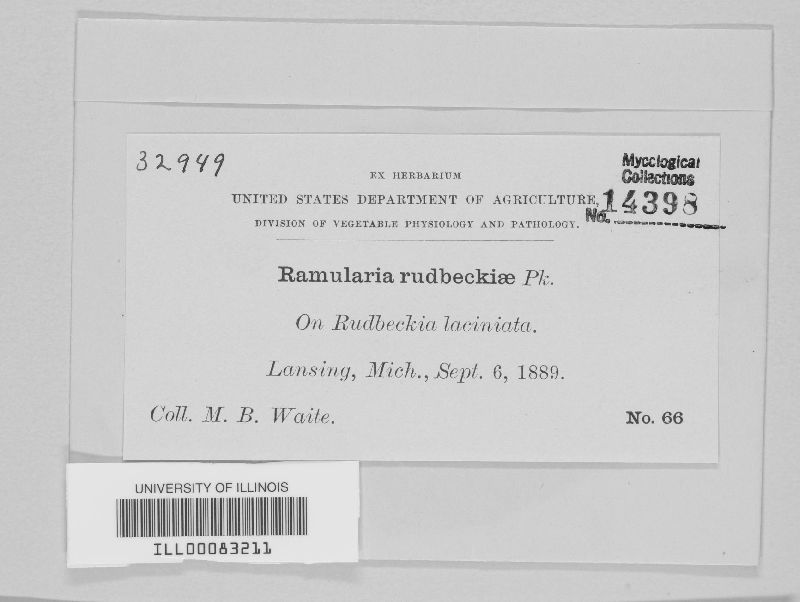 32949
Mycological
Collections
No. 14398
EX HERBARIUM
UNITED STATES DEPARTMENT OF AGRICULTURE,
DIVISION OF VEGETABLE PHYSIOLOGY AND PATHOLOGY.
Ramularia rudbeckiæ Pk.
On Rudbeckia laciniata.
Lansing, Mich., Sept. 6, 1889.
Coll. M. B. Waite. No. 66
UNIVERSITY OF ILLINOIS
ILL00083211